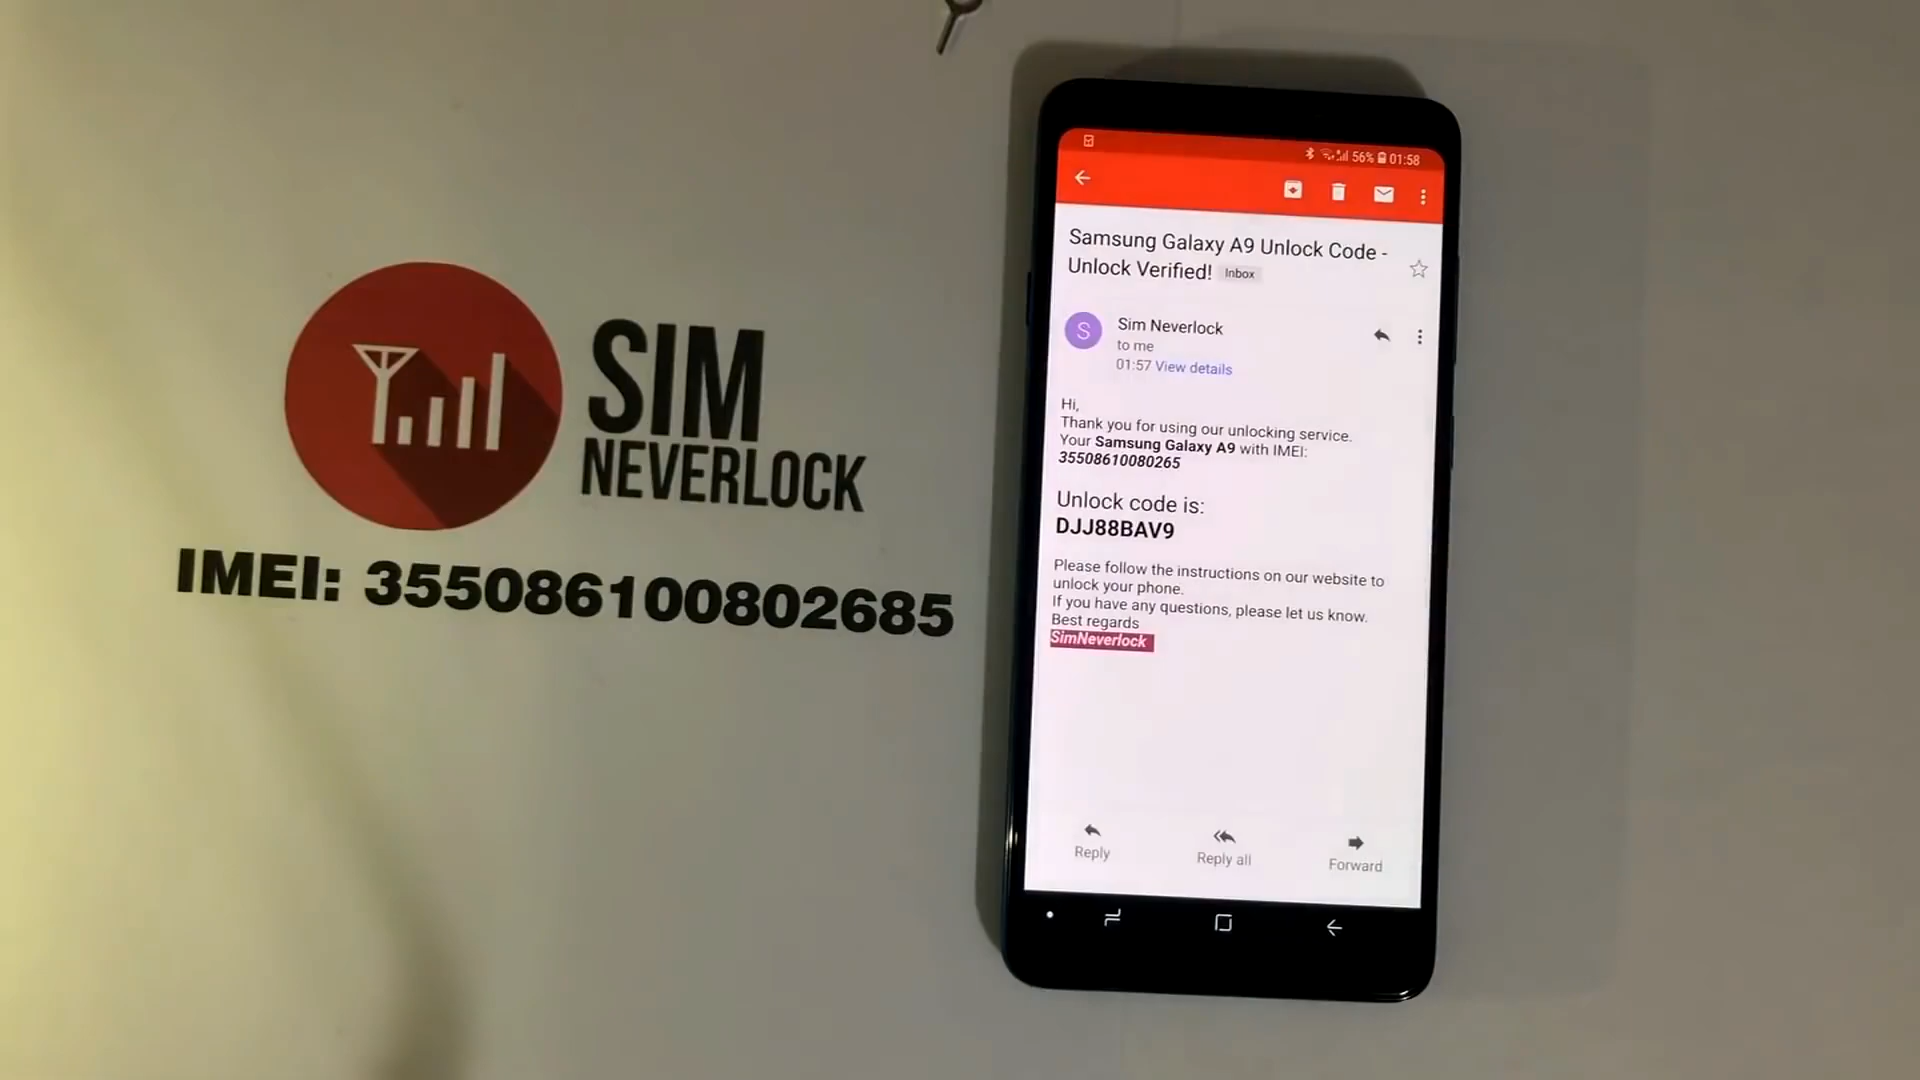 SIM
NEVERLOCK
IMEI: 355086100802685
56% 01:58
Samsung Galaxy A9 Unlock Code -
Unlock Verified! Inbox
S
Sim Neverlock
to me
01:57 View details
Hi,
Thank you for using our unlocking service.
Your Samsung Galaxy A9 with IMEI:
35508610080265
Unlock code is:
DJJ88BAV9
Please follow the instructions on our website to
unlock your phone.
If you have any questions, please let us know.
Best regards
SimNeverlock
Reply
Reply all
Forward